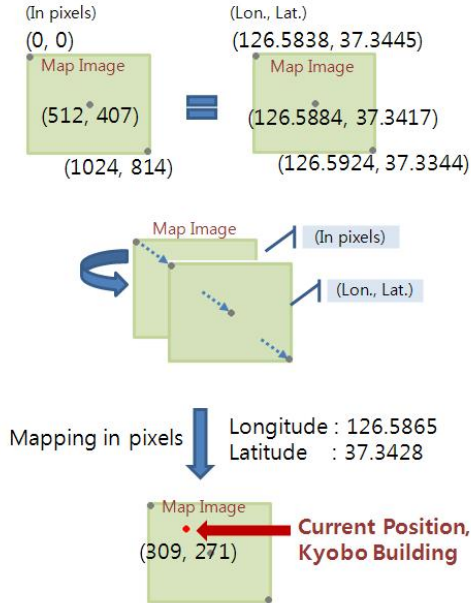 (In pixels)
(0, 0)
Map Image
(512, 407)
(1024, 814)
(Lon., Lat.)
(126.5838, 37.3445)
Map Image
(126.5884, 37.3417)
(126.5924, 37.3344)
Map Image
(In pixels)
(Lon., Lat.)
Mapping in pixels
Longitude : 126.5865
Latitude : 37.3428
Map Image
(309, 271)
Current Position,
Kyobo Building